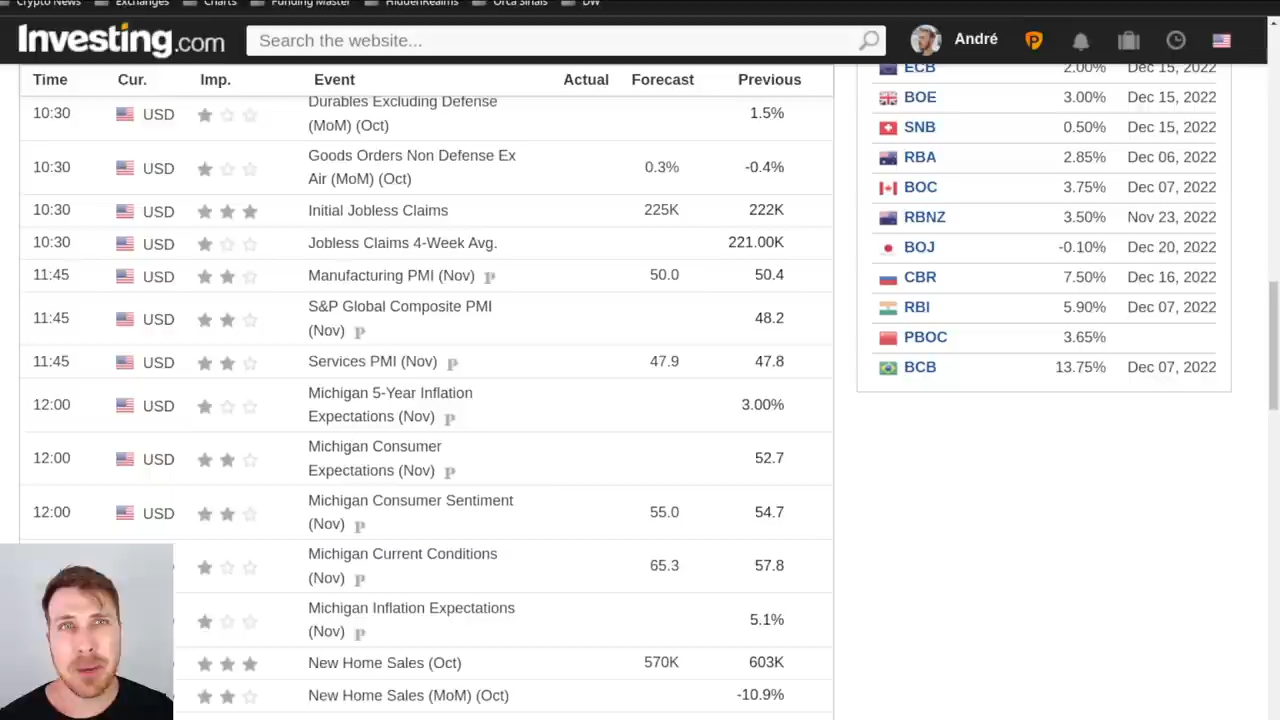 Crypto News Exchanges Charts Funding Master HiddenRealms Orca Sinais DW
Investing.com Search the website... André
Time Cur. Imp. Event Actual Forecast Previous
Durables Excluding Defense
10:30 USD (MoM) (Oct) 1.5%
Goods Orders Non Defense Ex
10:30 USD Air (MoM) (Oct) 0.3% -0.4%
10:30 USD Initial Jobless Claims 225K 222K
10:30 USD Jobless Claims 4-Week Avg. 221.00K
11:45 USD Manufacturing PMI (Nov) P 50.0 50.4
S&P Global Composite PMI
11:45 USD (Nov) P 48.2
11:45 USD Services PMI (Nov) P 47.9 47.8
Michigan 5-Year Inflation
12:00 USD Expectations (Nov) P 3.00%
Michigan Consumer
12:00 USD Expectations (Nov) P 52.7
Michigan Consumer Sentiment
12:00 USD (Nov) P 55.0 54.7
Michigan Current Conditions
(Nov) P 65.3 57.8
Michigan Inflation Expectations
(Nov) P 5.1%
New Home Sales (Oct) 570K 603K
New Home Sales (MoM) (Oct) -10.9%
ECB 2.00% Dec 15, 2022
BOE 3.00% Dec 15, 2022
SNB 0.50% Dec 15, 2022
RBA 2.85% Dec 06, 2022
BOC 3.75% Dec 07, 2022
RBNZ 3.50% Nov 23, 2022
BOJ -0.10% Dec 20, 2022
CBR 7.50% Dec 16, 2022
RBI 5.90% Dec 07, 2022
PBOC 3.65%
BCB 13.75% Dec 07, 2022